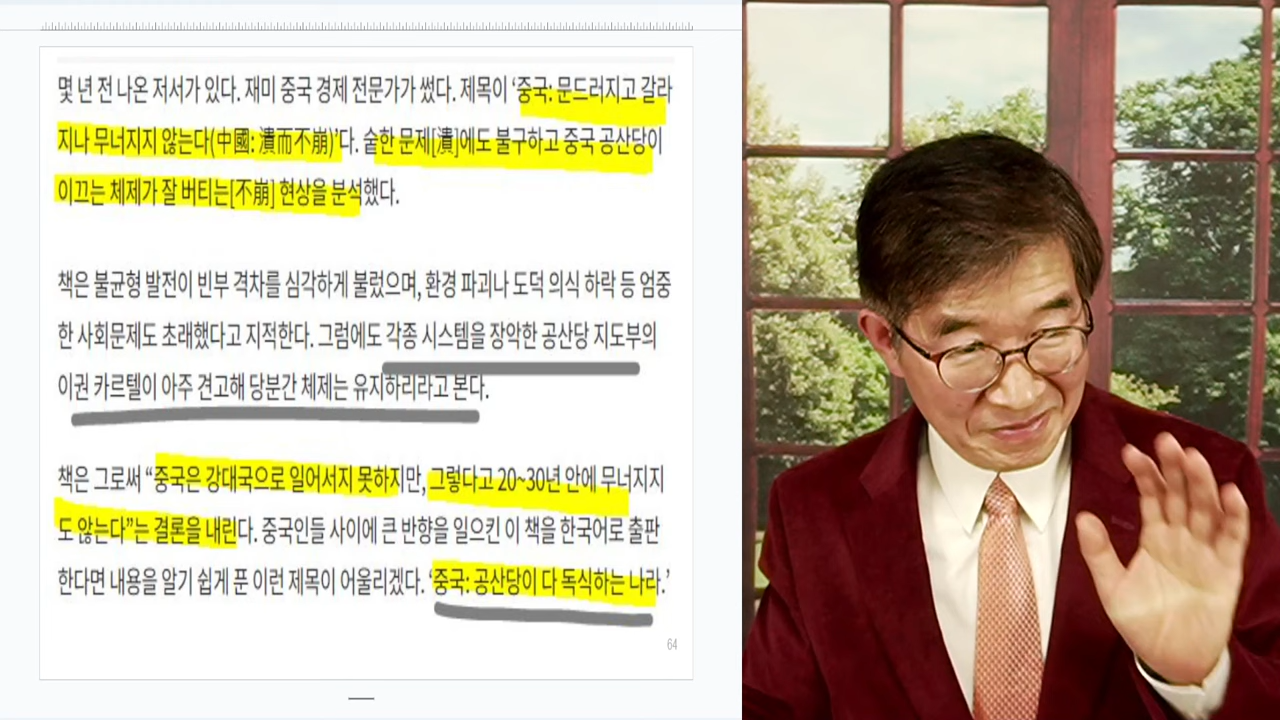 몇 년 전 나온 저서가 있다. 재미 중국 경제 전문가가 썼다. 제목이 ‘중국: 문드러지고 갈라
지나 무너지지 않는다(中國: 潰而不崩)’다. 숱한 문제[潰]에도 불구하고 중국 공산당이
이끄는 체제가 잘 버티는[不崩] 현상을 분석했다.
책은 불균형 발전이 빈부 격차를 심각하게 불렀으며, 환경 파괴나 도덕 의식 하락 등 엄중
한 사회문제도 초래했다고 지적한다. 그럼에도 각종 시스템을 장악한 공산당 지도부의
이권 카르텔이 아주 견고해 당분간 체제는 유지하리라고 본다.
책은 그로써 “중국은 강대국으로 일어서지 못하지만, 그렇다고 20~30년 안에 무너지지
도 않는다”는 결론을 내린다. 중국인들 사이에 큰 반향을 일으킨 이 책을 한국어로 출판
한다면 내용을 알기 쉽게 푼 이런 제목이 어울리겠다. ‘중국: 공산당이 다 독식하는 나라.’
64